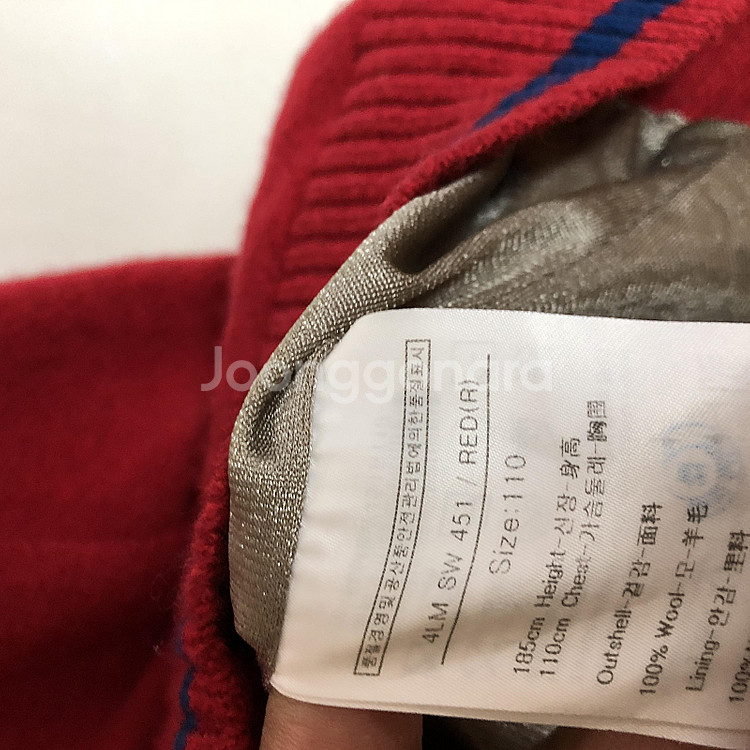 Joonggonara
품질경영및공산품안전관리법에의한품질표시
4LM SW 451 / RED(R)
Size:110
185cm Height-신장-身高
110cm Chest-가슴둘레-胸围
Outshell-겉감-面料
100% Wool-모-羊毛
Lining-안감-里料
100%